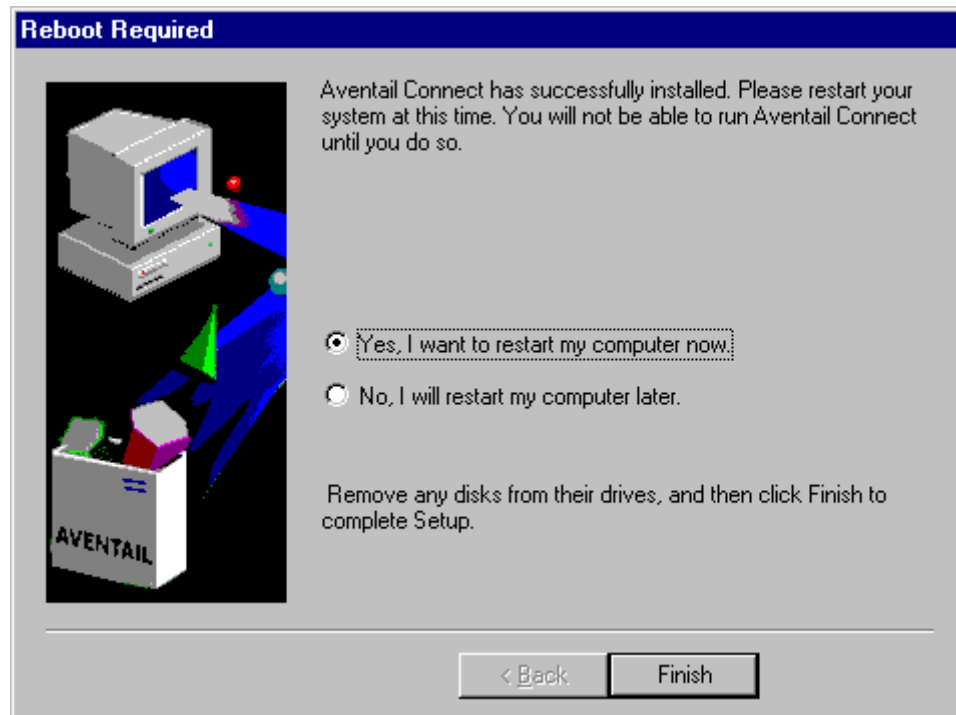 Reboot Required
Aventail Connect has successfully installed. Please restart your
system at this time. You will not be able to run Aventail Connect
until you do so.
Yes, I want to restart my computer now.
No, I will restart my computer later.
Remove any disks from their drives, and then click Finish to
complete Setup.
AVENTAIL
< Back
Finish